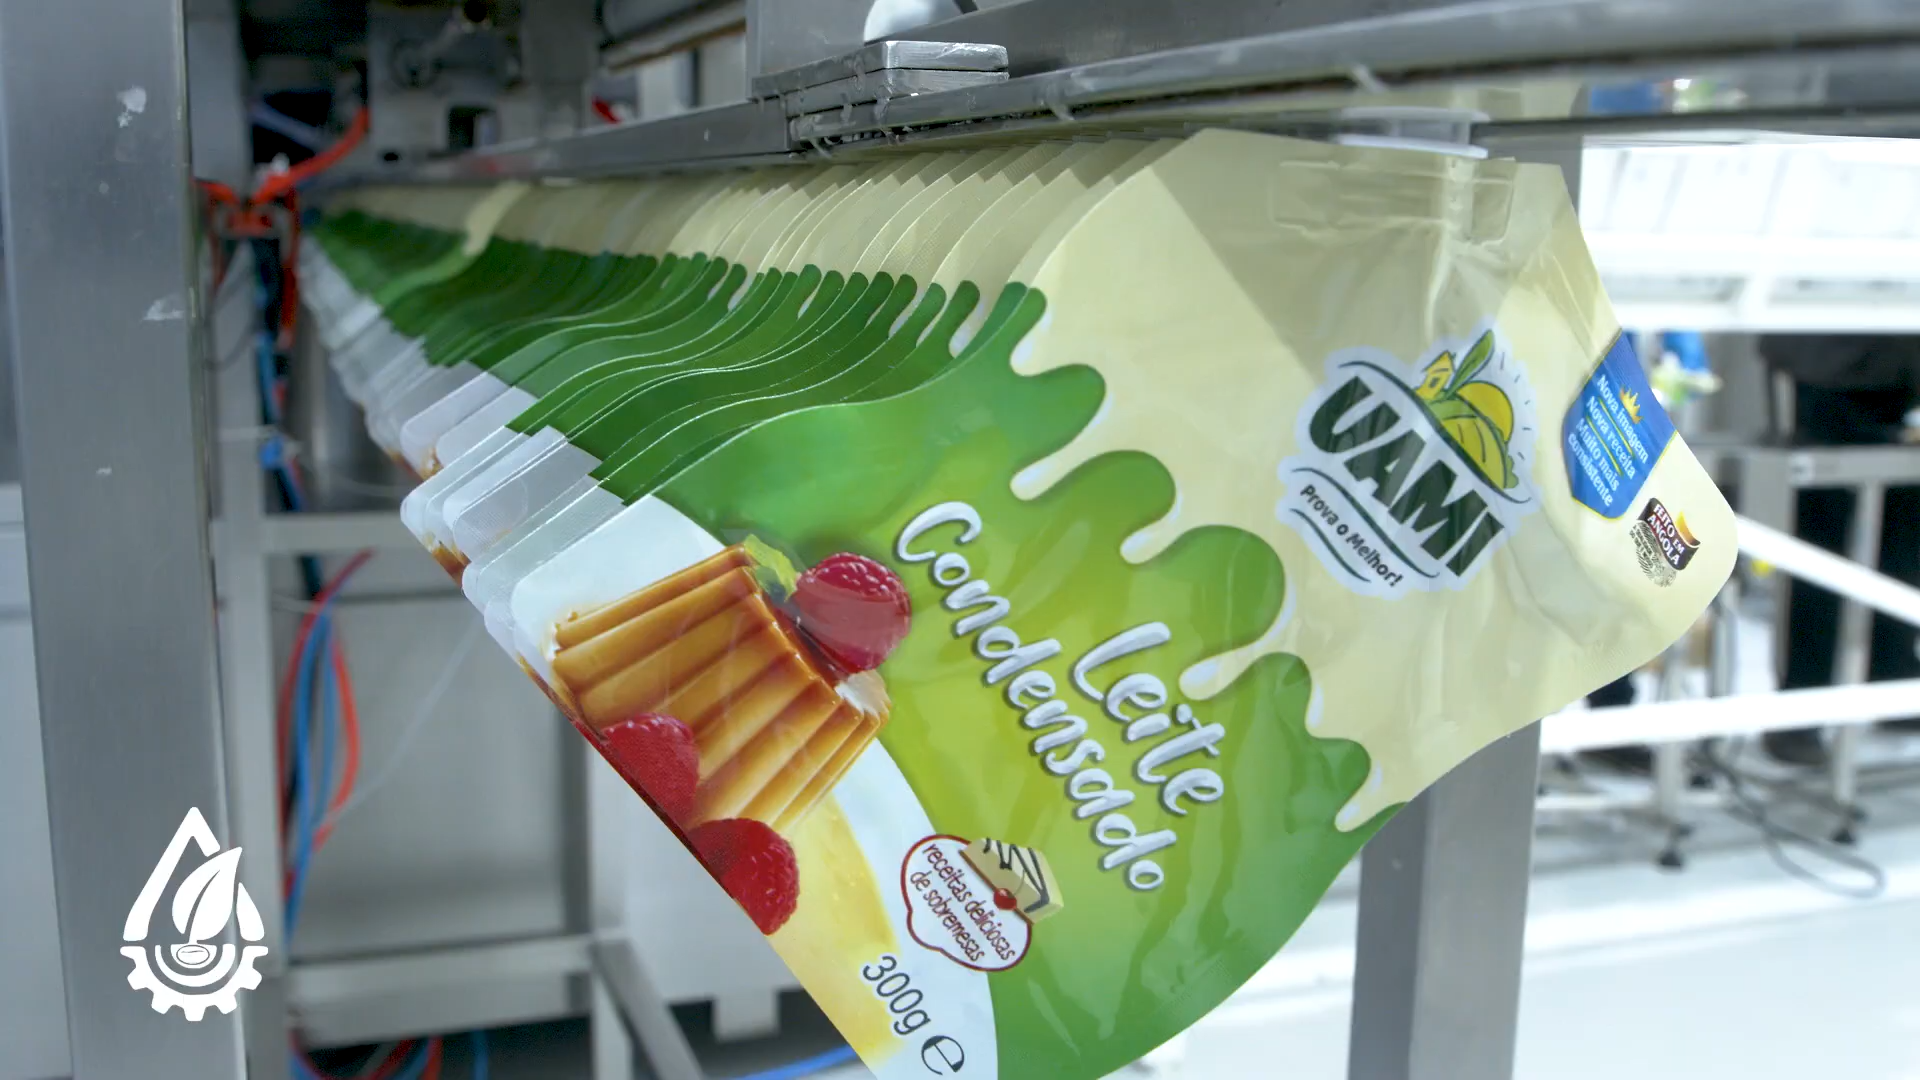 UAMI
Prova o Melhor!
Nova imagem
Nova receita
Muito mais
consistente
FEITO EM
ANGOLA
Leite
Condensado
receitas deliciosas
de sobremesas
300g e